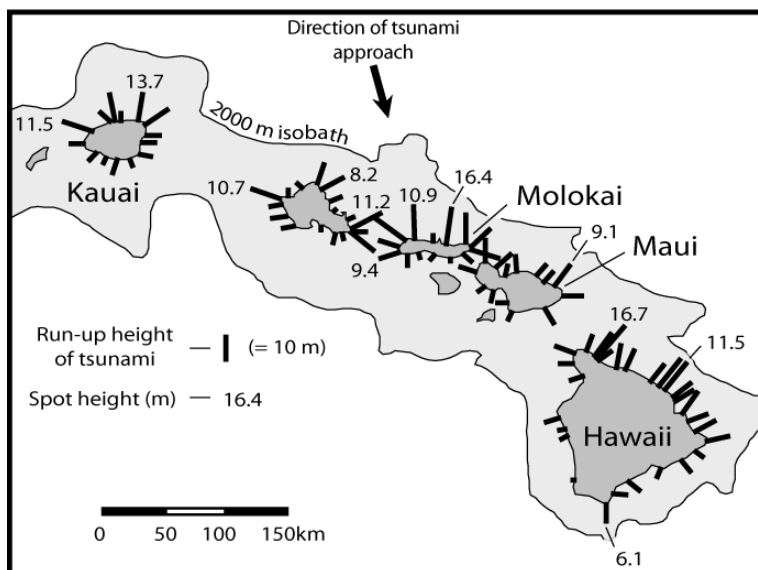 Direction of tsunami
approach
13.7
11.5
2000 m isobath
Kauai
8.2
10.7
11.2
10.9
16.4
Molokai
9.4
9.1
Maui
16.7
11.5
Run-up height
of tsunami
(= 10 m)
Spot height (m)
16.4
Hawaii
0
50
100
150km
6.1